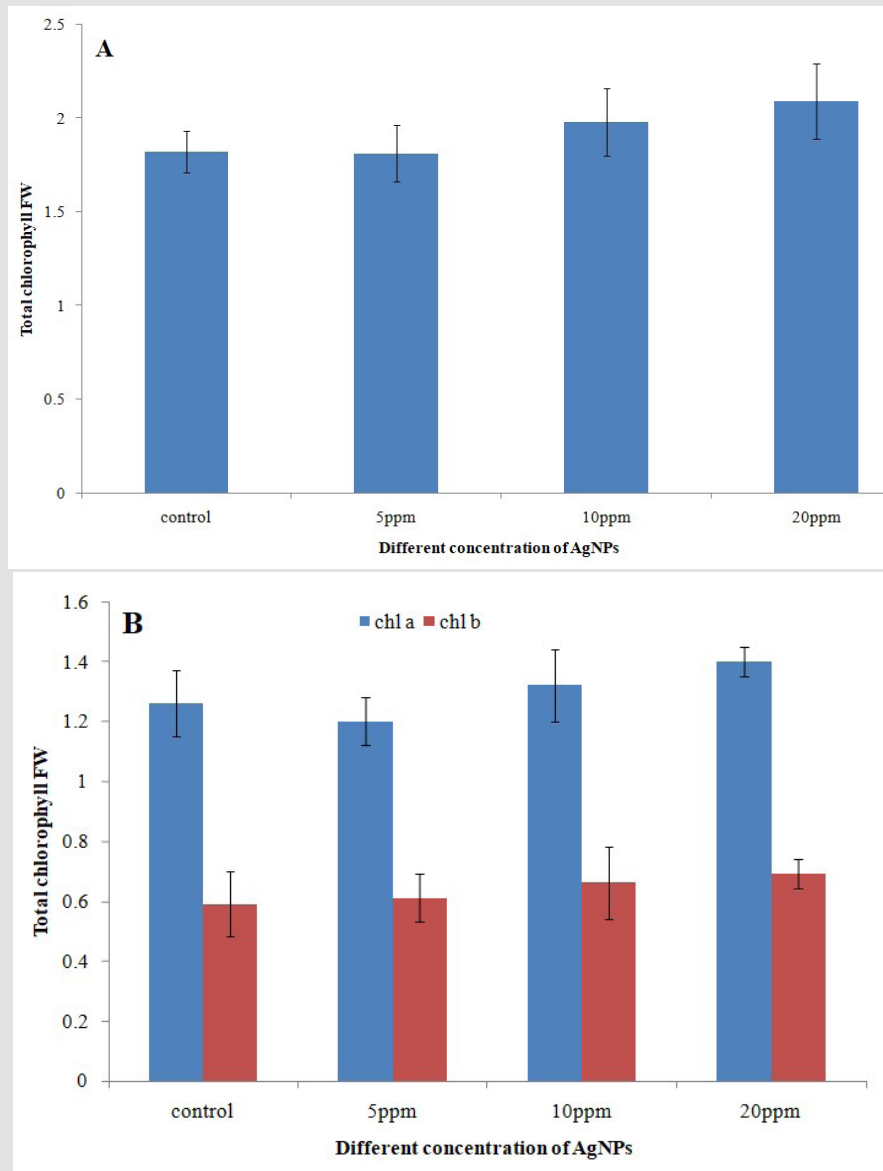 A
2.5
2
1.5
1
0.5
0
Total chlorophyll FW
control 5ppm 10ppm 20ppm
Different concentration of AgNPs
B
chl a chl b
1.6
1.4
1.2
1
0.8
0.6
0.4
0.2
0
Total chlorophyll FW
control 5ppm 10ppm 20ppm
Different concentration of AgNPs